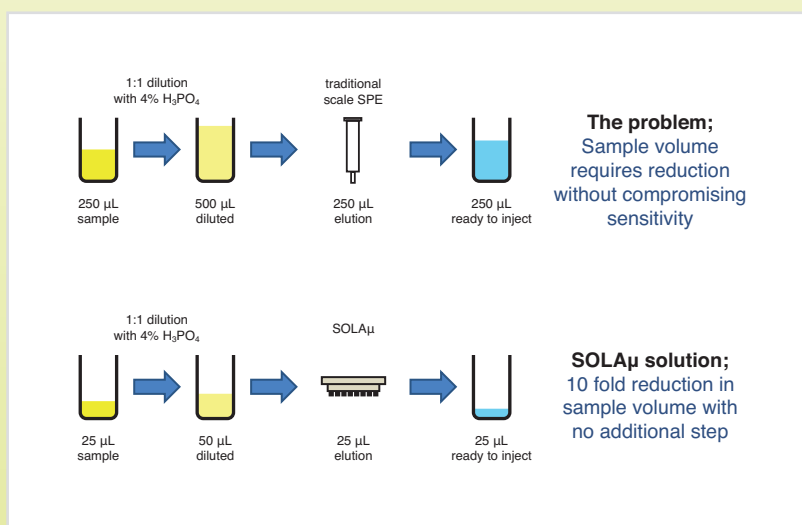 1:1 dilution
with 4% H₃PO₄
traditional
scale SPE
250 µL
sample
500 µL
diluted
250 µL
elution
250 µL
ready to inject
The problem;
Sample volume
requires reduction
without compromising
sensitivity
1:1 dilution
with 4% H₃PO₄
SOLAµ
25 µL
sample
50 µL
diluted
25 µL
elution
25 µL
ready to inject
SOLAµ solution;
10 fold reduction in
sample volume with
no additional step